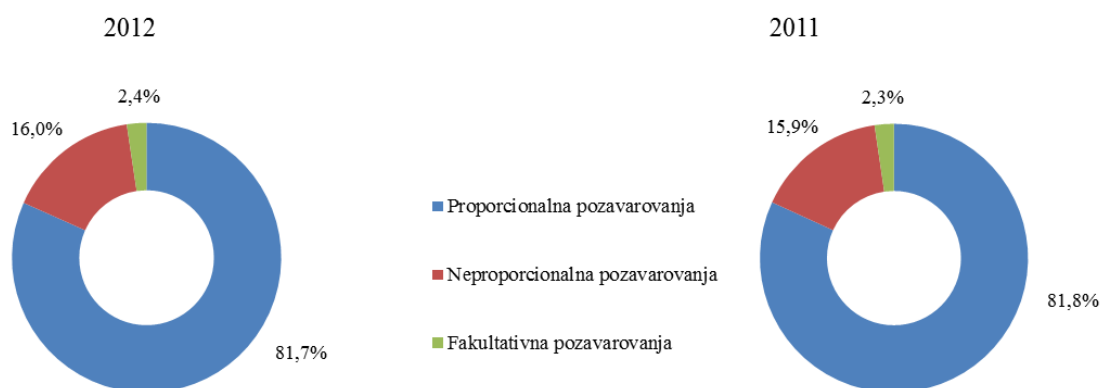 2012
2011
2,4%
16,0%
81,7%
Proporcionalna pozavarovanja
Neproporcionalna pozavarovanja
Fakultativna pozavarovanja
2,3%
15,9%
81,8%